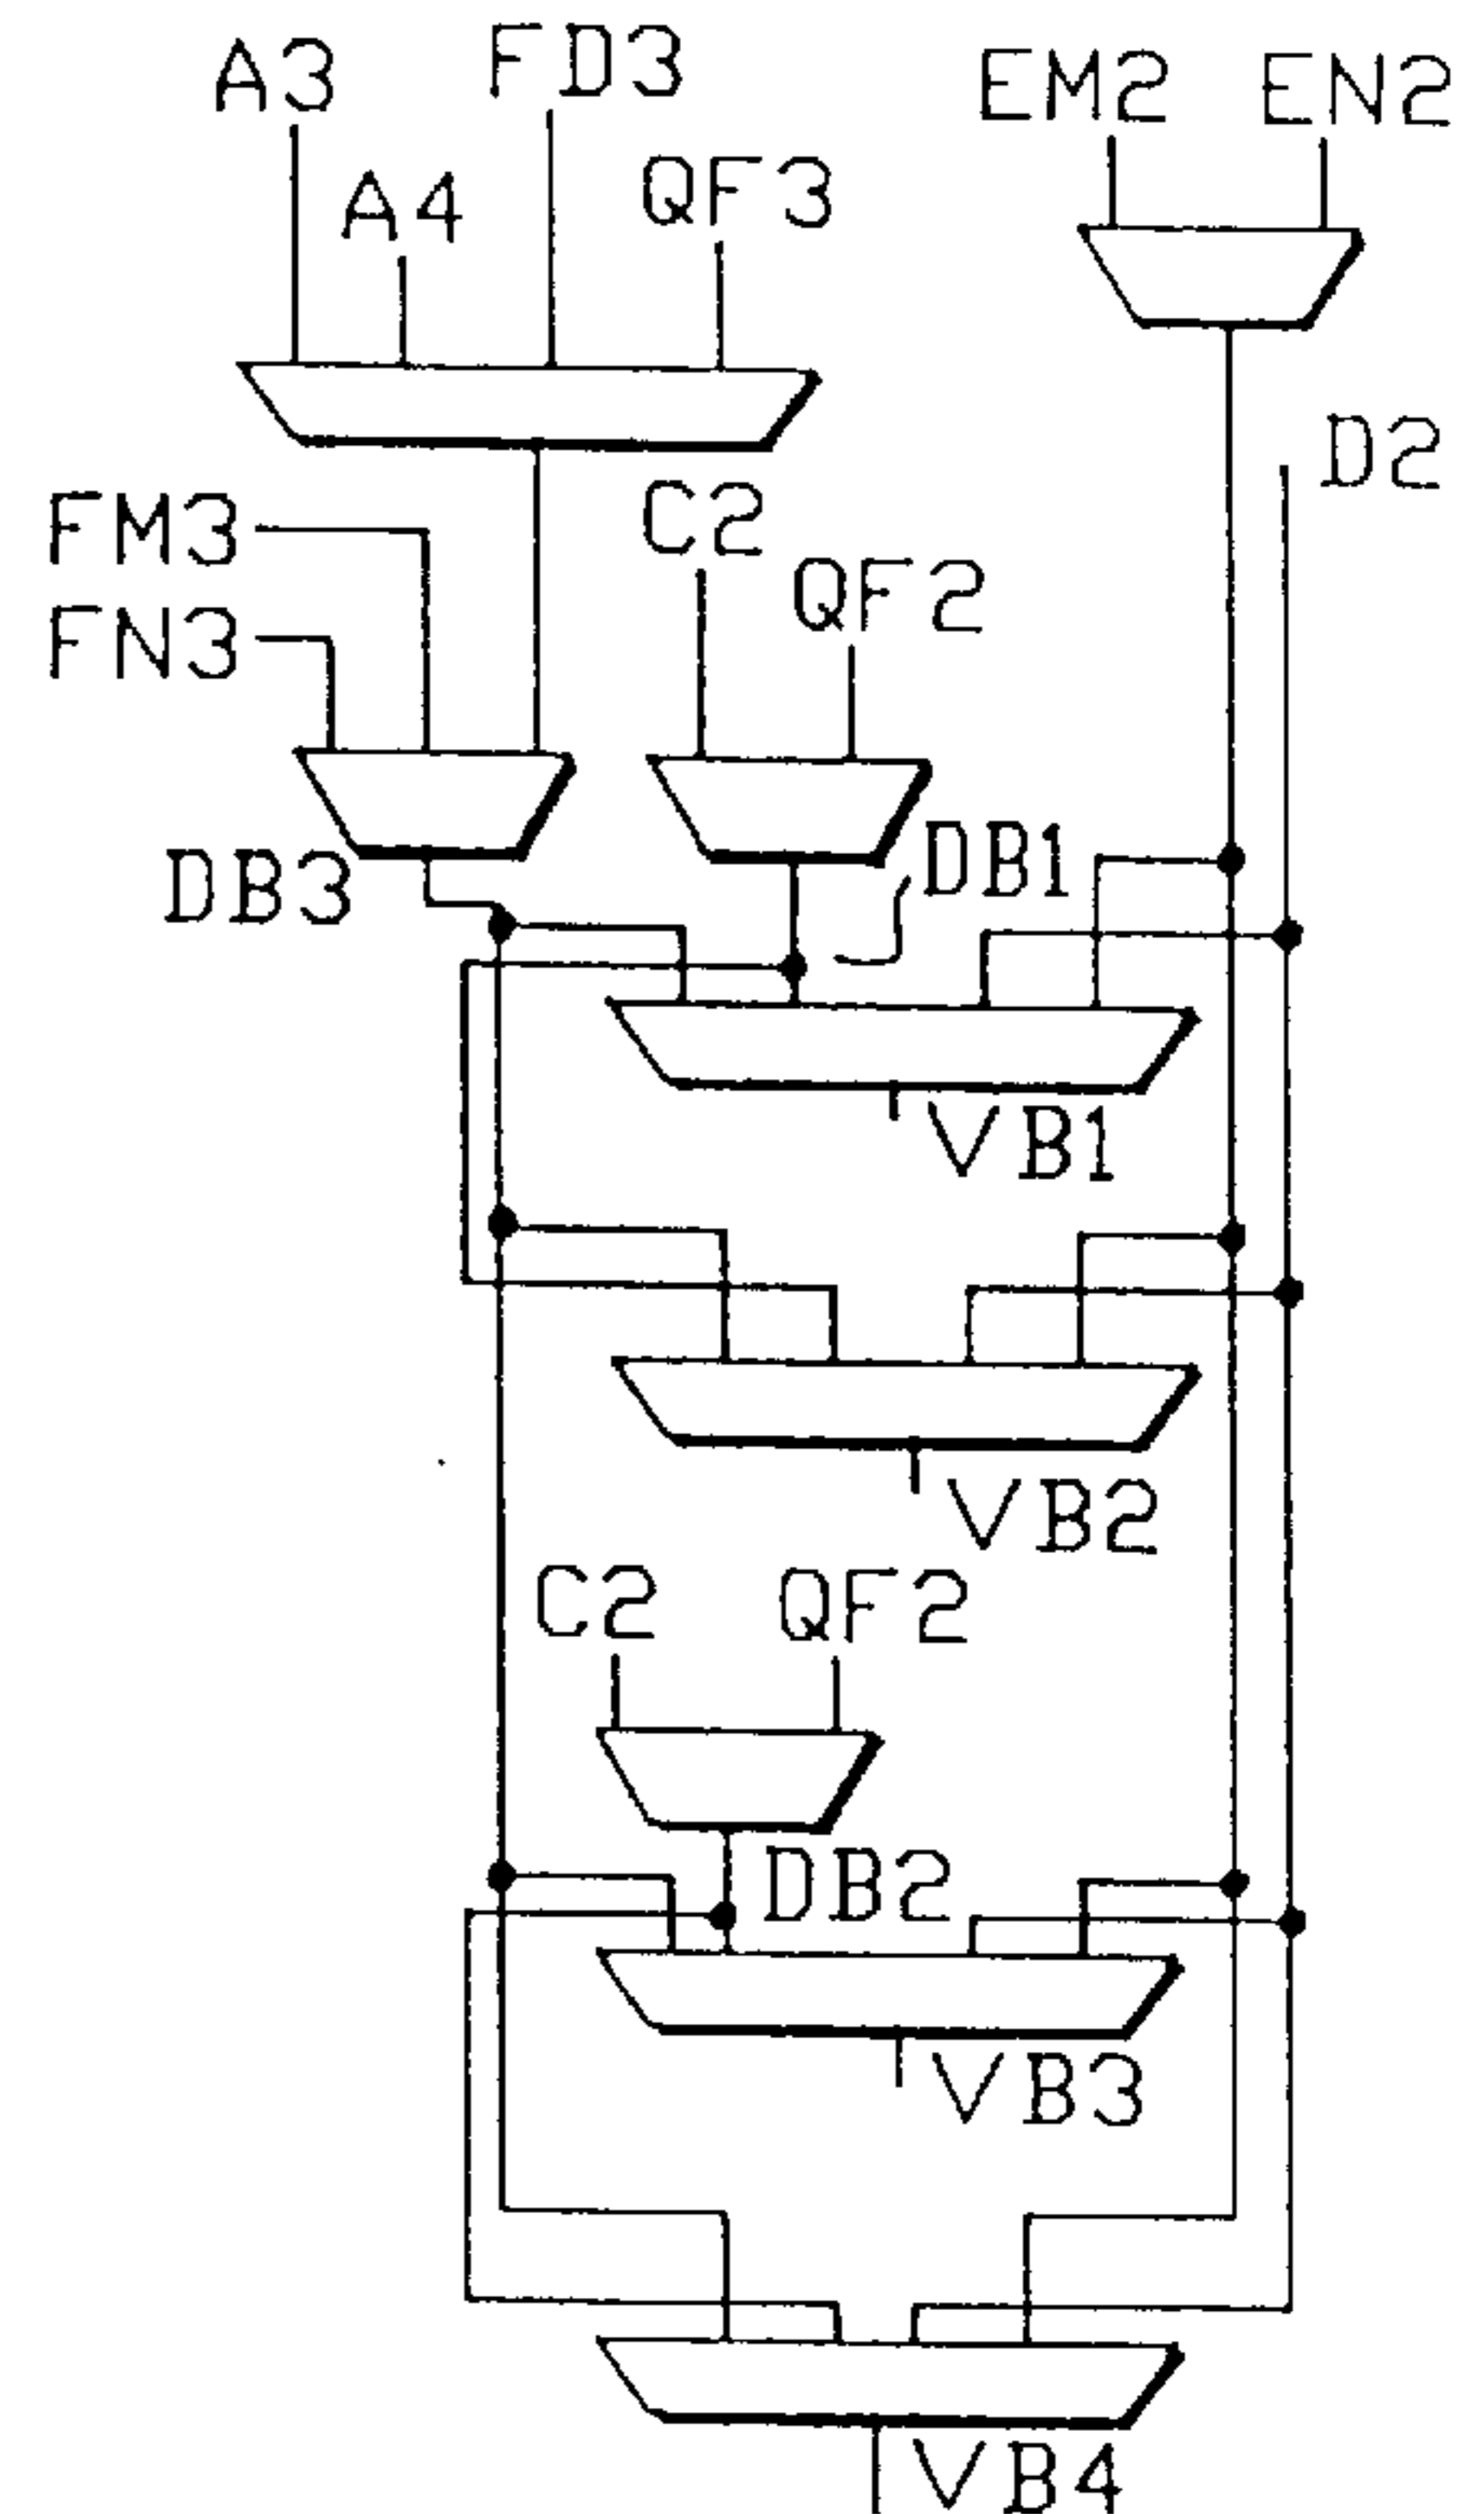 A3
FD3
EM2
EN2
A4
QF3
D2
FM3
C2
QF2
FN3
DB3
DB1
VB1
VB2
C2
QF2
DB2
VB3
VB4